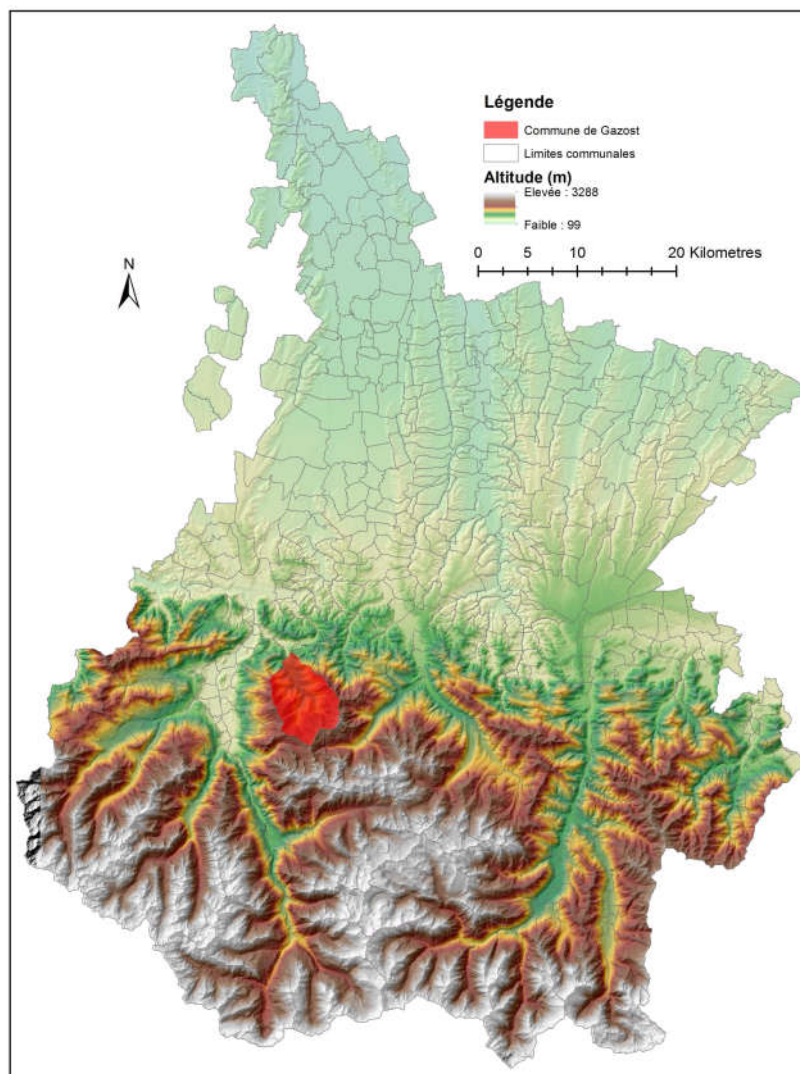 Légende
Commune de Gazost
Limites communales
Altitude (m)
Elevée : 3288
Faible : 99
0 5 10 20 Kilometres
N